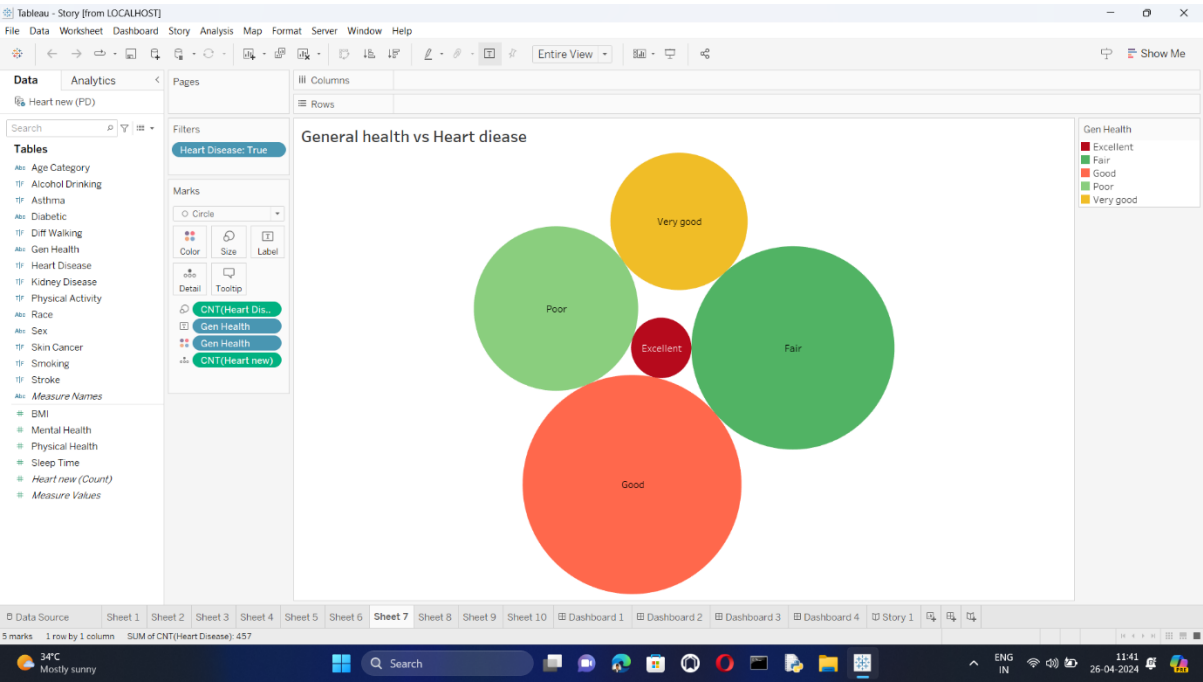 Tableau - Story [from LOCALHOST]
File Data Worksheet Dashboard Story Analysis Map Format Server Window Help
Entire View
Show Me
Data Analytics
Pages
Columns
Rows
Heart new (PD)
Search
Tables
Abc Age Category
T|F Alcohol Drinking
T|F Asthma
Abc Diabetic
T|F Diff Walking
Abc Gen Health
T|F Heart Disease
T|F Kidney Disease
T|F Physical Activity
Abc Race
Abc Sex
T|F Skin Cancer
T|F Smoking
T|F Stroke
Abc Measure Names
# BMI
# Mental Health
# Physical Health
# Sleep Time
# Heart new (Count)
# Measure Values
Filters
Heart Disease: True
Marks
Circle
Color Size Label
Detail Tooltip
CNT(Heart Dis..
Gen Health
Gen Health
CNT(Heart new)
General health vs Heart diease
Very good
Poor
Excellent
Fair
Good
Gen Health
Excellent
Fair
Good
Poor
Very good
Data Source Sheet 1 Sheet 2 Sheet 3 Sheet 4 Sheet 5 Sheet 6 Sheet 7 Sheet 8 Sheet 9 Sheet 10 Dashboard 1 Dashboard 2 Dashboard 3 Dashboard 4 Story 1
5 marks 1 row by 1 column SUM of CNT(Heart Disease): 457
34°C
Mostly sunny
Search
ENG
IN
11:41
26-04-2024